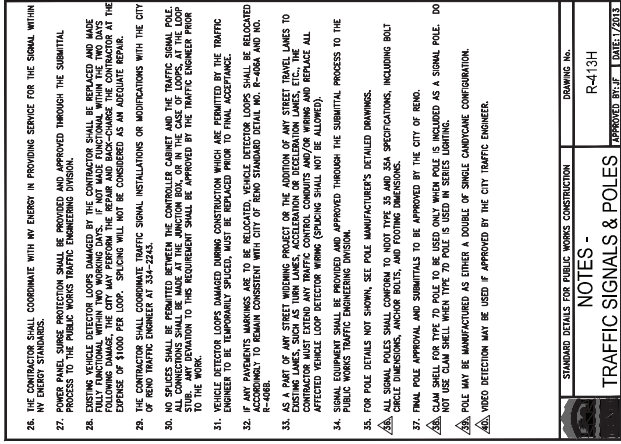 26. THE CONTRACTOR SHALL COORDINATE WITH NV ENERGY IN PROVIDING SERVICE FOR THE SIGNAL WITHIN
NV ENERGY STANDARDS.
27. POWER PANEL SURGE PROTECTION SHALL BE PROVIDED AND APPROVED THROUGH THE SUBMITTAL
PROCESS TO THE PUBLIC WORKS TRAFFIC ENGINEERING DIVISION.
28. EXISTING VEHICLE DETECTOR LOOPS DAMAGED BY THE CONTRACTOR SHALL BE REPLACED AND MADE
FULLY FUNCTIONAL WITHIN TWO WORKING DAYS. IF NOT MADE FUNCTIONAL WITHIN THE TWO DAYS
FOLLOWING DAMAGE, THE CITY MAY PERFORM THE REPAIR AND BACK-CHARGE THE CONTRACTOR AT THE
EXPENSE OF $1000 PER LOOP. SPLICING WILL NOT BE CONSIDERED AS AN ADEQUATE REPAIR.
29. THE CONTRACTOR SHALL COORDINATE TRAFFIC SIGNAL INSTALLATIONS OR MODIFICATIONS WITH THE CITY
OF RENO TRAFFIC ENGINEER AT 334-2243.
30. NO SPLICES SHALL BE PERMITTED BETWEEN THE CONTROLLER CABINET AND THE TRAFFIC SIGNAL POLE.
ALL CONNECTIONS SHALL BE MADE AT THE JUNCTION BOX, OR IN THE CASE OF LOOPS, AT THE LOOP
STUB. ANY DEVIATION TO THIS REQUIREMENT SHALL BE APPROVED BY THE TRAFFIC ENGINEER PRIOR
TO THE WORK.
31. VEHICLE DETECTOR LOOPS DAMAGED DURING CONSTRUCTION WHICH ARE PERMITTED BY THE TRAFFIC
ENGINEER TO BE TEMPORARILY SPLICED, MUST BE REPLACED PRIOR TO FINAL ACCEPTANCE.
32. IF ANY PAVEMENTS MARKINGS ARE TO BE RELOCATED, VEHICLE DETECTOR LOOPS SHALL BE RELOCATED
ACCORDINGLY TO REMAIN CONSISTENT WITH CITY OF RENO STANDARD DETAIL NO. R-406A AND NO.
R-406B.
33. AS A PART OF ANY STREET WIDENING PROJECT OR THE ADDITION OF ANY STREET TRAVEL LANES TO
EXISTING LANES, SUCH AS TURN LANES, ACCELERATION OR DECELERATION LANES, ETC., THE
CONTRACTOR MUST EXTEND ANY TRAFFIC CONTROL CONDUITS AND/OR WIRING AND REPLACE ALL
AFFECTED VEHICLE LOOP DETECTOR WIRING (SPLICING SHALL NOT BE ALLOWED).
34. SIGNAL EQUIPMENT SHALL BE PROVIDED AND APPROVED THROUGH THE SUBMITTAL PROCESS TO THE
PUBLIC WORKS TRAFFIC ENGINEERING DIVISION.
35. FOR POLE DETAILS NOT SHOWN, SEE POLE MANUFACTURER'S DETAILED DRAWINGS.
36. ALL SIGNAL POLES SHALL CONFORM TO NDOT TYPE 35 AND 35A SPECIFICATIONS, INCLUDING BOLT
CIRCLE DIMENSIONS, ANCHOR BOLTS, AND FOOTING DIMENSIONS.
37. FINAL POLE APPROVAL AND SUBMITTALS TO BE APPROVED BY THE CITY OF RENO.
38. CLAM SHELL FOR TYPE 7D POLE TO BE USED ONLY WHEN POLE IS INCLUDED AS A SIGNAL POLE. DO
NOT USE CLAM SHELL WHEN TYPE 7D POLE IS USED IN SERIES LIGHTING.
39. POLE MAY BE MANUFACTURED AS EITHER A DOUBLE OF SINGLE CANDYCANE CONFIGURATION.
40. VIDEO DETECTION MAY BE USED IF APPROVED BY THE CITY TRAFFIC ENGINEER.
STANDARD DETAILS FOR PUBLIC WORKS CONSTRUCTION
NOTES -
TRAFFIC SIGNALS & POLES
DRAWING No.
R-413H
APPROVED BY:JF DATE:1/2013